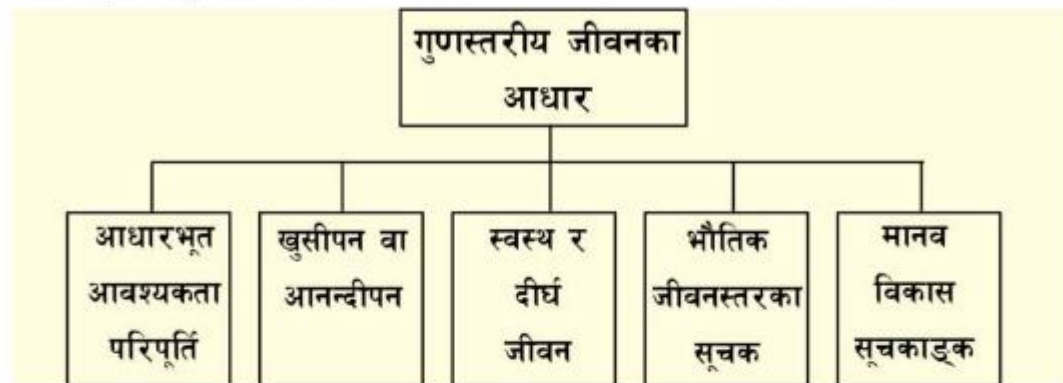 गुणस्तरीय जीवनका
आधार
आधारभूत
आवश्यकता
परिपूर्ति
खुसीपन वा
आनन्दीपन
स्वस्थ र
दीर्घ
जीवन
भौतिक
जीवनस्तरका
सूचक
मानव
विकास
सूचकाङ्क